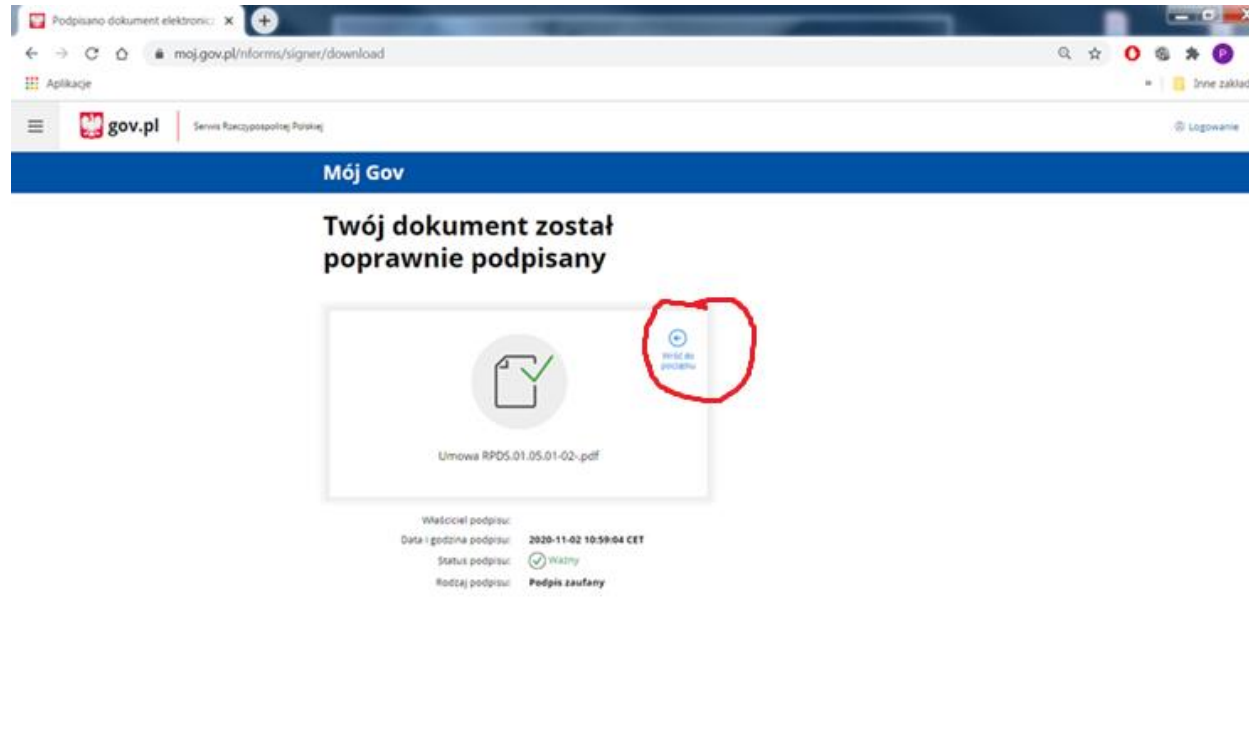 Podpisano dokument elektronicz
moj.gov.pl/nforms/signer/download
P
Aplikacje
»
Inne zakład
gov.pl
Serwis Rzeczypospolitej Polskiej
Logowanie
Mój Gov
Twój dokument został
poprawnie podpisany
Wróć do
początku
Umowa RPDS.01.05.01-02-.pdf
Właściciel podpisu:
Data i godzina podpisu: 2020-11-02 10:59:04 CET
Status podpisu: Ważny
Rodzaj podpisu: Podpis zaufany